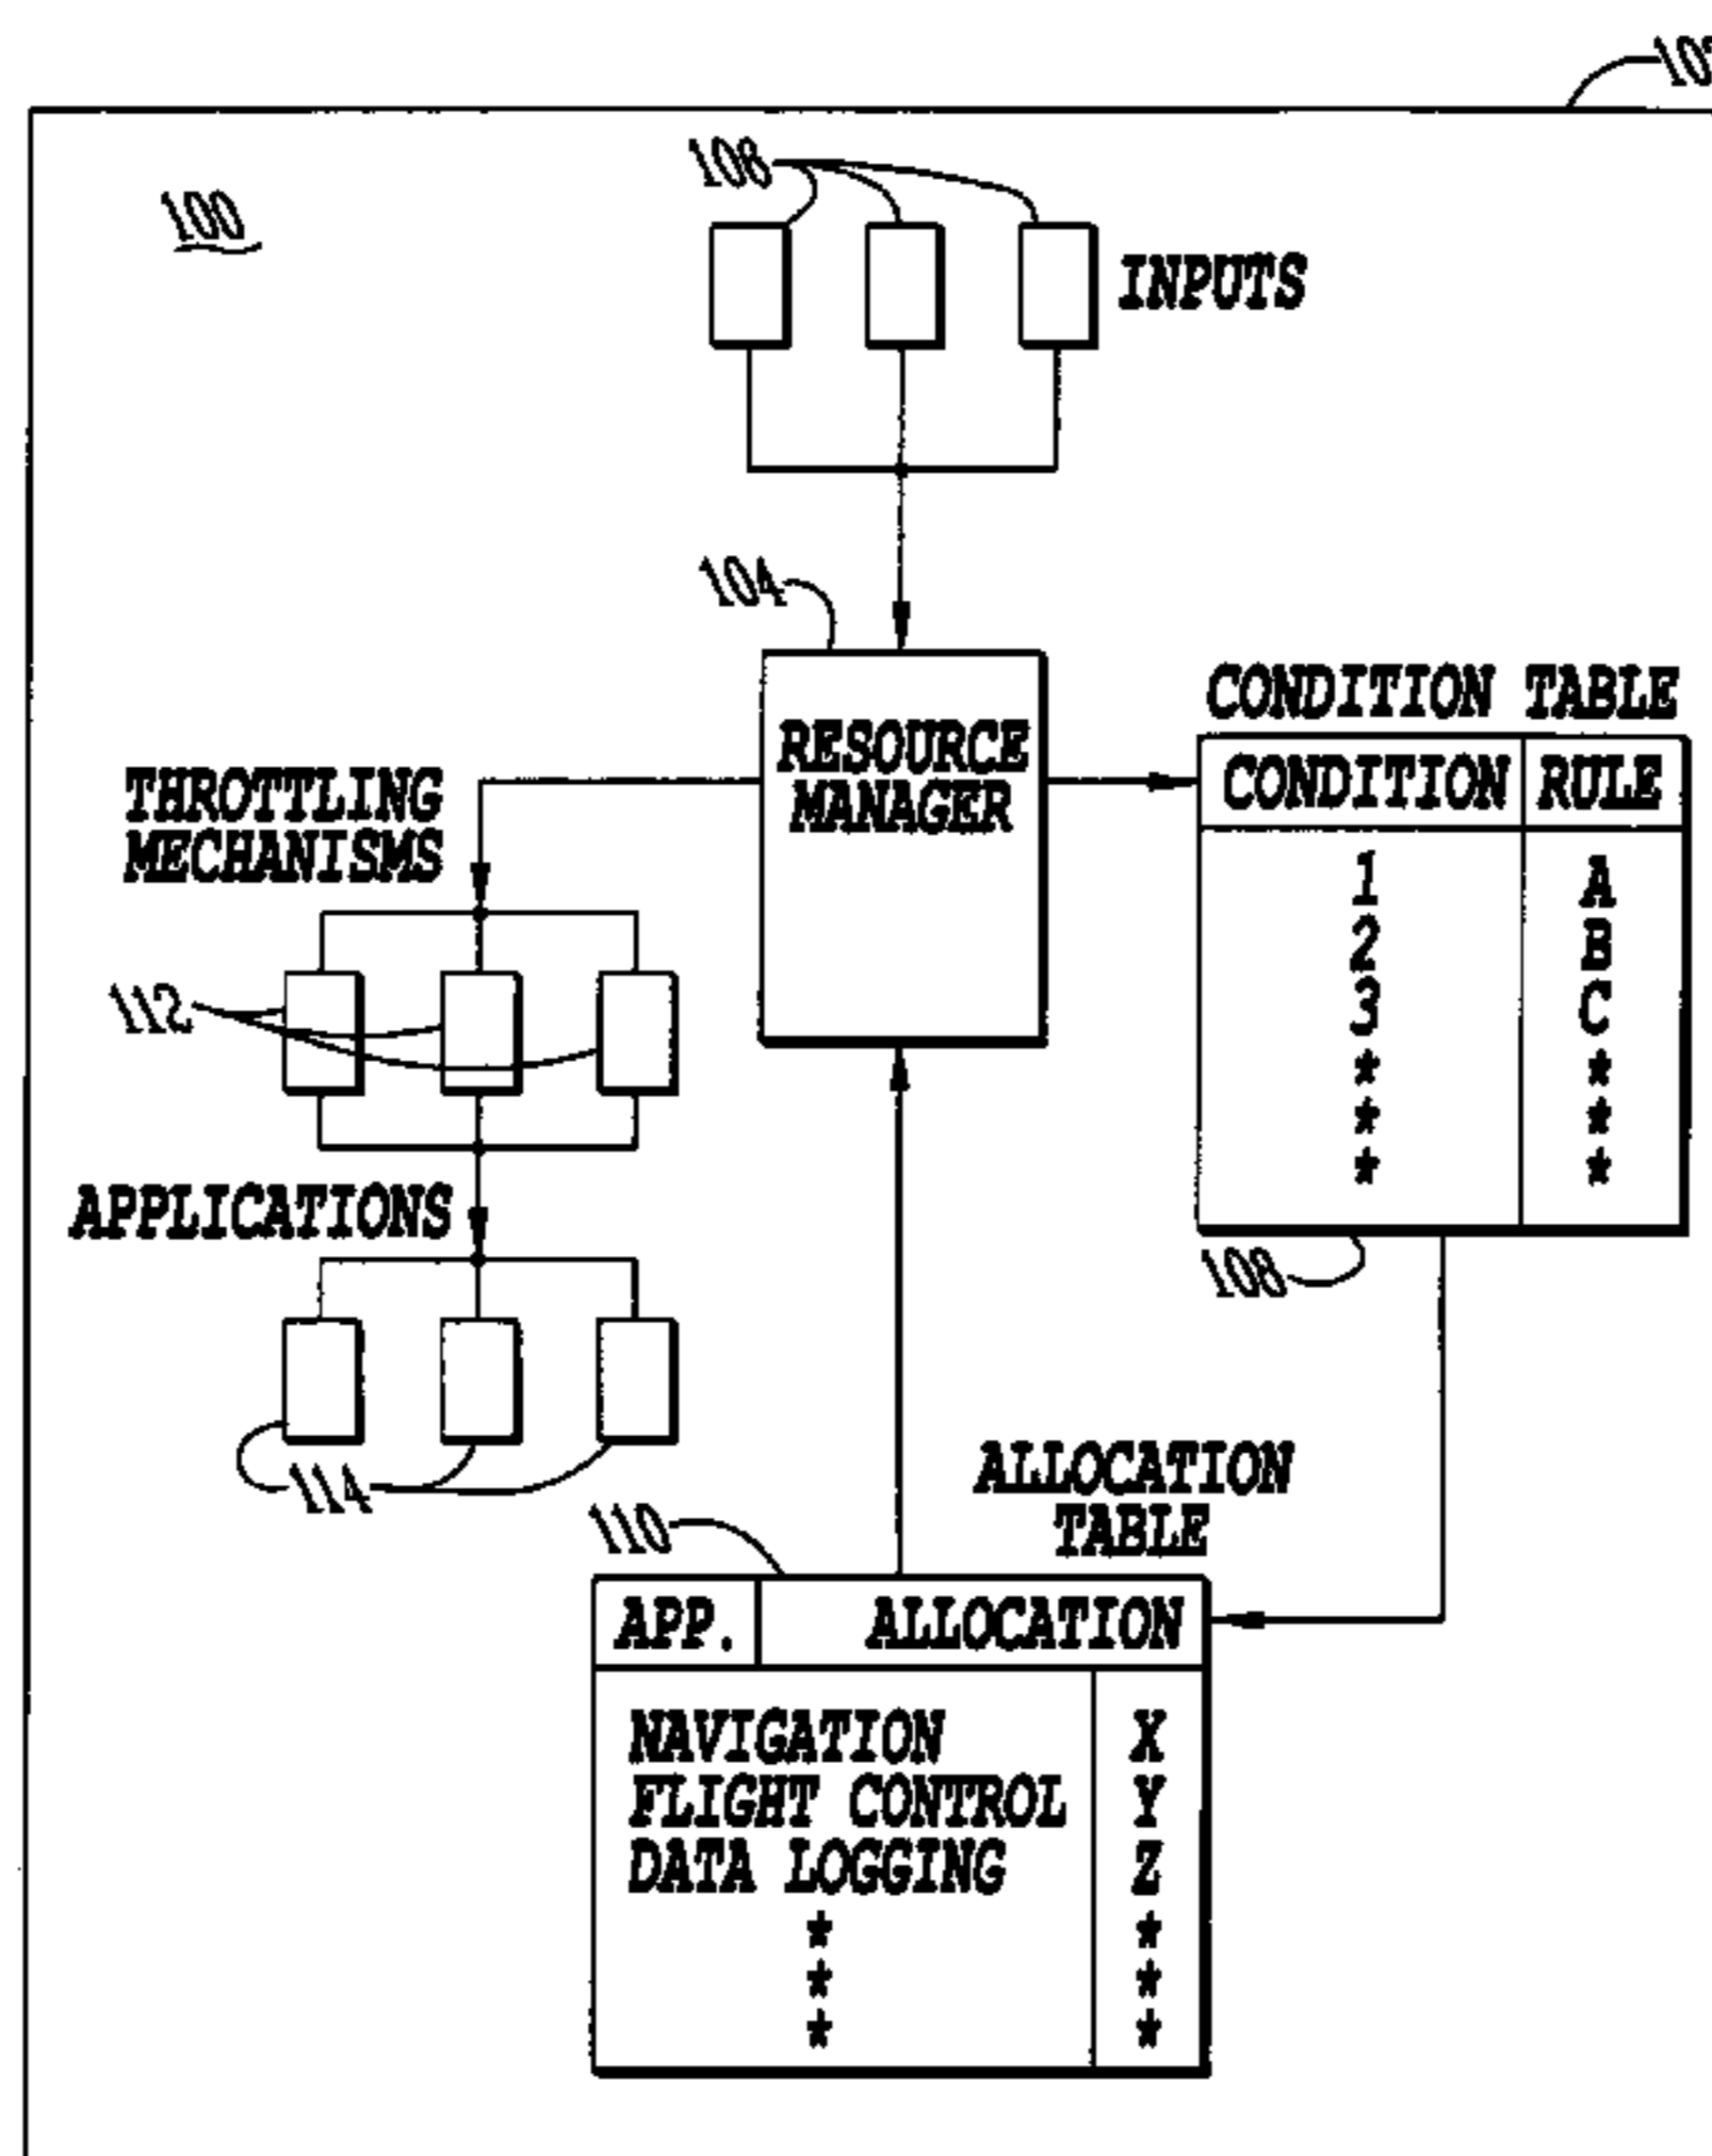 100
108
INPUTS
104
RESOURCE
MANAGER
CONDITION TABLE
CONDITION RULE
1 A
2 B
3 C
* *
* *
* *
108
THROTTLING
MECHANISMS
112
APPLICATIONS
114
ALLOCATION
TABLE
110
APP. ALLOCATION
NAVIGATION X
FLIGHT CONTROL Y
DATA LOGGING Z
* *
* *
* *